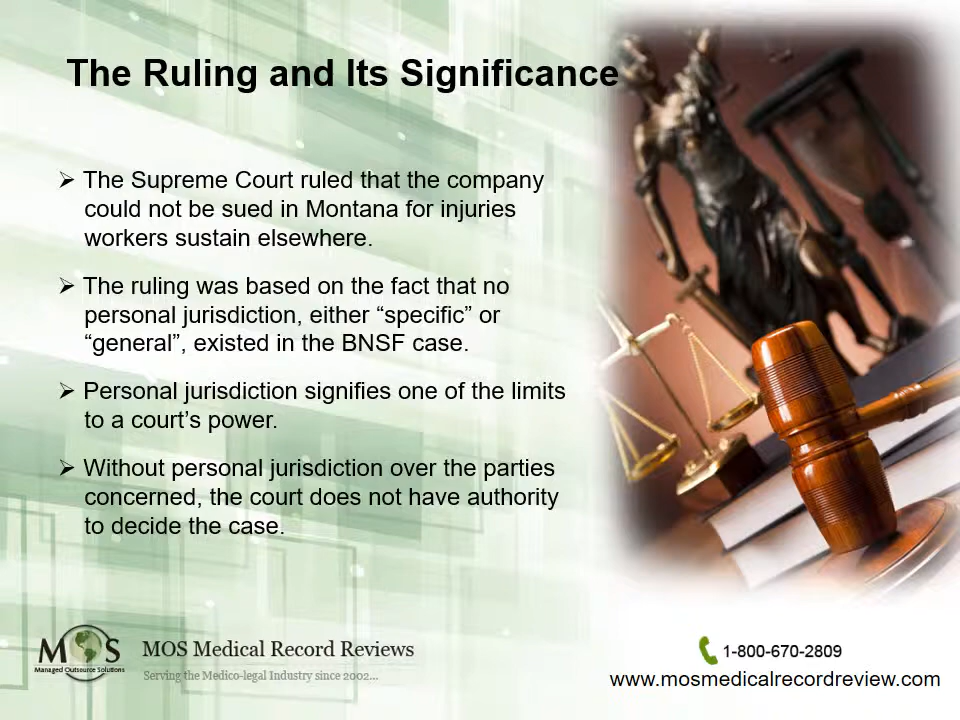 The Ruling and Its Significance
➢ The Supreme Court ruled that the company
could not be sued in Montana for injuries
workers sustain elsewhere.
➢ The ruling was based on the fact that no
personal jurisdiction, either “specific” or
“general”, existed in the BNSF case.
➢ Personal jurisdiction signifies one of the limits
to a court’s power.
➢ Without personal jurisdiction over the parties
concerned, the court does not have authority
to decide the case.
MOS
Managed Outsource Solutions
MOS Medical Record Reviews
Serving the Medico-legal Industry since 2002...
1-800-670-2809
www.mosmedicalrecordreview.com